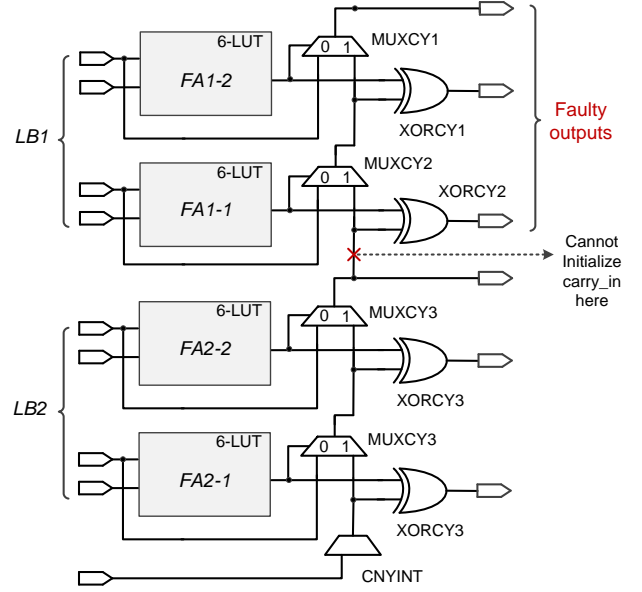 6-LUT
0 1
MUXCY1
FA1-2
XORCY1
LB1
Faulty
outputs
6-LUT
0 1
MUXCY2
FA1-1
XORCY2
Cannot
Initialize
carry_in
here
6-LUT
0 1
MUXCY3
FA2-2
XORCY3
LB2
6-LUT
0 1
MUXCY3
FA2-1
XORCY3
CNYINT